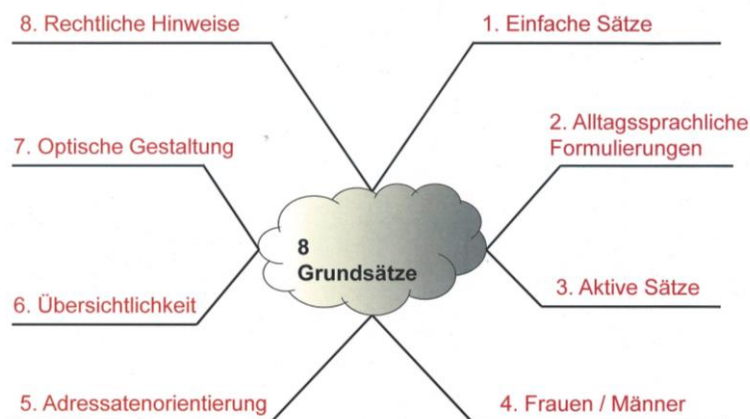 8. Rechtliche Hinweise
1. Einfache Sätze
7. Optische Gestaltung
2. Alltagssprachliche
Formulierungen
8
Grundsätze
6. Übersichtlichkeit
3. Aktive Sätze
5. Adressatenorientierung
4. Frauen / Männer